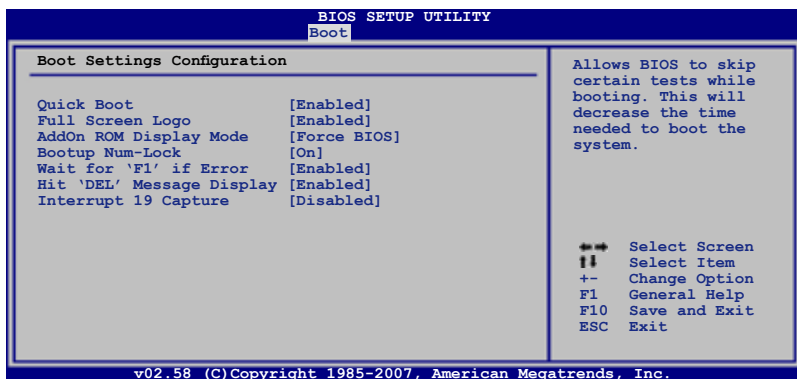 BIOS SETUP UTILITY
Boot
Boot Settings Configuration
Quick Boot [Enabled]
Full Screen Logo [Enabled]
AddOn ROM Display Mode [Force BIOS]
Bootup Num-Lock [On]
Wait for ‘F1’ if Error [Enabled]
Hit ‘DEL’ Message Display [Enabled]
Interrupt 19 Capture [Disabled]
Allows BIOS to skip
certain tests while
booting. This will
decrease the time
needed to boot the
system.
←→ Select Screen
↑↓ Select Item
+- Change Option
F1 General Help
F10 Save and Exit
ESC Exit
v02.58 (C)Copyright 1985-2007, American Megatrends, Inc.